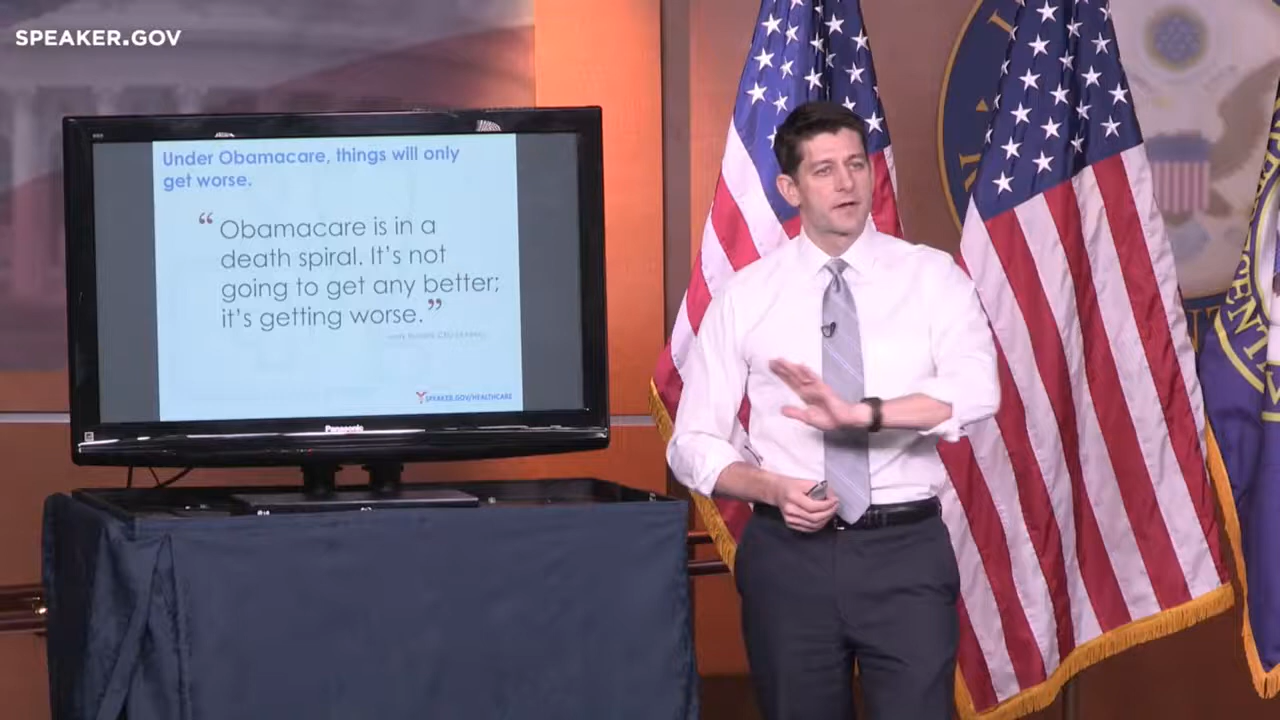 SPEAKER.GOV
Under Obamacare, things will only
get worse.
“ Obamacare is in a
death spiral. It’s not
going to get any better;
it’s getting worse. ”
SPEAKER.GOV/HEALTHCARE
Panasonic